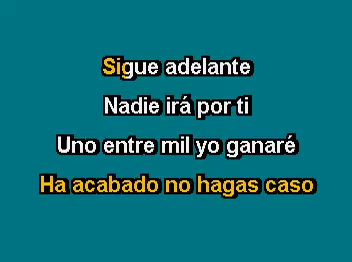 Sigue adelante
Nadie irá por ti
Uno entre mil yo ganaré
Ha acabado no hagas caso